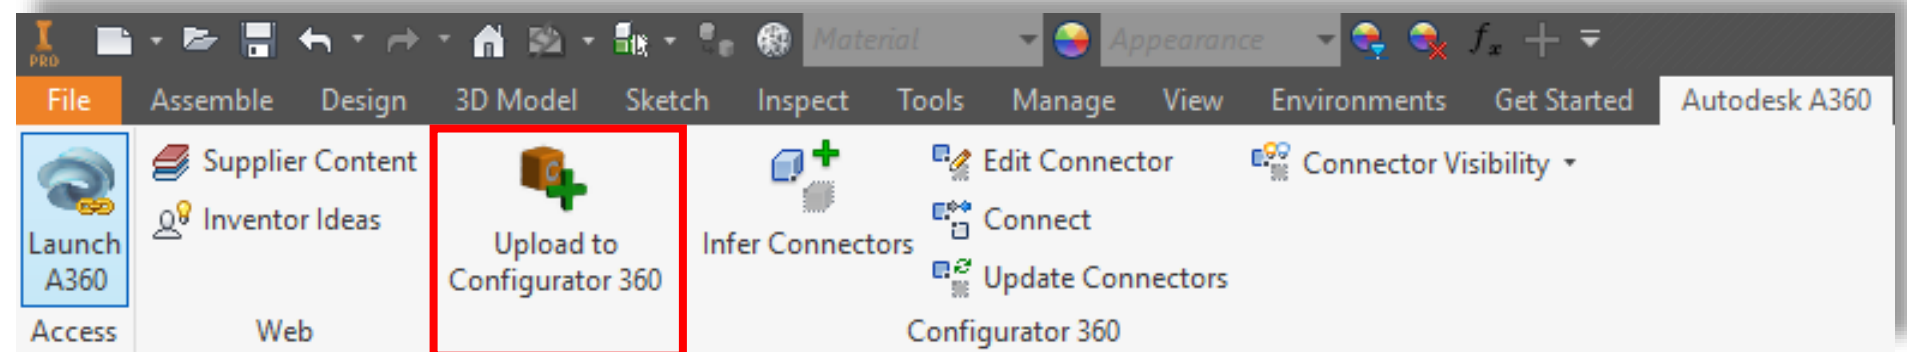 PRO Material Appearance fx
File Assemble Design 3D Model Sketch Inspect Tools Manage View Environments Get Started Autodesk A360
Supplier Content C Edit Connector Connector Visibility
Inventor Ideas Connect
Launch Upload to Infer Connectors
A360 Configurator 360 Update Connectors
Access Web Configurator 360